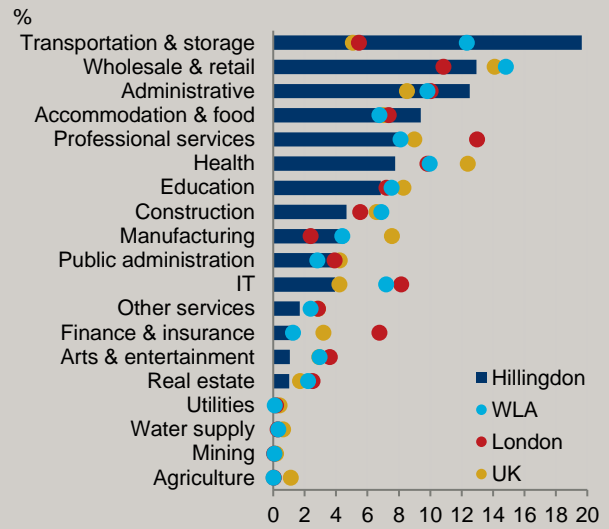 %
Transportation & storage
Wholesale & retail
Administrative
Accommodation & food
Professional services
Health
Education
Construction
Manufacturing
Public administration
IT
Other services
Finance & insurance
Arts & entertainment
Real estate
Utilities
Water supply
Mining
Agriculture
Hillingdon
WLA
London
UK
0 2 4 6 8 10 12 14 16 18 20